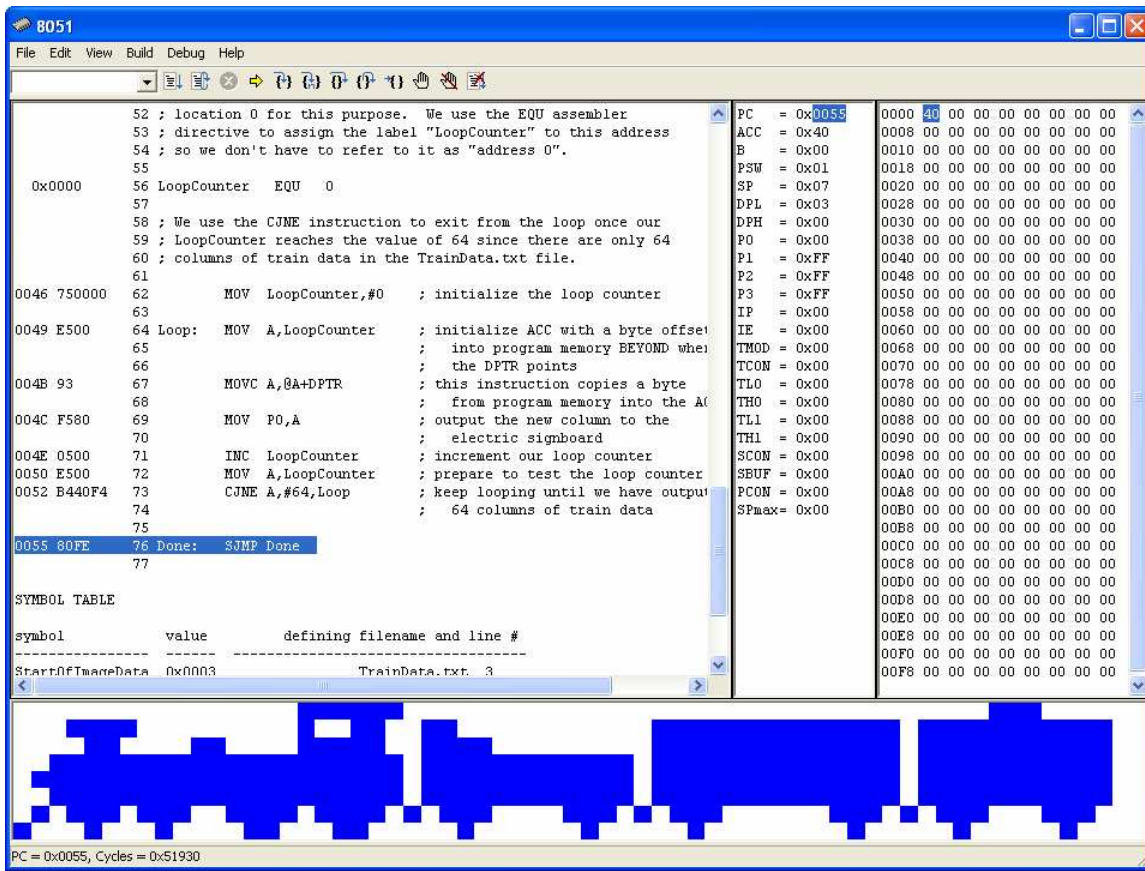 8051
File Edit View Build Debug Help
52 ; location 0 for this purpose.  We use the EQU assembler
53 ; directive to assign the label "LoopCounter" to this address
54 ; so we don't have to refer to it as "address 0".
55
0x0000 56 LoopCounter EQU 0
57
58 ; We use the CJNE instruction to exit from the loop once our
59 ; LoopCounter reaches the value of 64 since there are only 64
60 ; columns of train data in the TrainData.txt file.
61
0046 750000 62 MOV LoopCounter,#0 ; initialize the loop counter
63
0049 E500 64 Loop: MOV A,LoopCounter ; initialize ACC with a byte offset
65 ; into program memory BEYOND
66 ; the DPTR points
004B 93 67 MOVC A,@A+DPTR ; this instruction copies a byte
68 ; from program memory into the
004C F580 69 MOV P0,A ; output the new column to the
70 ; electric signboard
004E 0500 71 INC LoopCounter ; increment our loop counter
0050 E500 72 MOV A,LoopCounter ; prepare to test the loop counter
0052 B440F4 73 CJNE A,#64,Loop ; keep looping until we have output
74 ; 64 columns of train data
75
0055 80FE 76 Done: SJMP Done
77
SYMBOL TABLE
symbol value defining filename and line #
---------------- ------ --------------------------------
StartOfImageData 0x0003 TrainData.txt 3
PC = 0x0055
ACC = 0x40
B = 0x00
PSW = 0x01
SP = 0x07
DPL = 0x03
DPH = 0x00
P0 = 0x00
P1 = 0xFF
P2 = 0xFF
P3 = 0xFF
IP = 0x00
IE = 0x00
TMOD = 0x00
TCON = 0x00
TL0 = 0x00
TH0 = 0x00
TL1 = 0x00
TH1 = 0x00
SCON = 0x00
SBUF = 0x00
PCON = 0x00
SPmax= 0x00
0000 40 00 00 00 00 00 00 00
0008 00 00 00 00 00 00 00 00
0010 00 00 00 00 00 00 00 00
0018 00 00 00 00 00 00 00 00
0020 00 00 00 00 00 00 00 00
0028 00 00 00 00 00 00 00 00
0030 00 00 00 00 00 00 00 00
0038 00 00 00 00 00 00 00 00
0040 00 00 00 00 00 00 00 00
0048 00 00 00 00 00 00 00 00
0050 00 00 00 00 00 00 00 00
0058 00 00 00 00 00 00 00 00
0060 00 00 00 00 00 00 00 00
0068 00 00 00 00 00 00 00 00
0070 00 00 00 00 00 00 00 00
0078 00 00 00 00 00 00 00 00
0080 00 00 00 00 00 00 00 00
0088 00 00 00 00 00 00 00 00
0090 00 00 00 00 00 00 00 00
0098 00 00 00 00 00 00 00 00
00A0 00 00 00 00 00 00 00 00
00A8 00 00 00 00 00 00 00 00
00B0 00 00 00 00 00 00 00 00
00B8 00 00 00 00 00 00 00 00
00C0 00 00 00 00 00 00 00 00
00C8 00 00 00 00 00 00 00 00
00D0 00 00 00 00 00 00 00 00
00D8 00 00 00 00 00 00 00 00
00E0 00 00 00 00 00 00 00 00
00E8 00 00 00 00 00 00 00 00
00F0 00 00 00 00 00 00 00 00
00F8 00 00 00 00 00 00 00 00
PC = 0x0055, Cycles = 0x51930